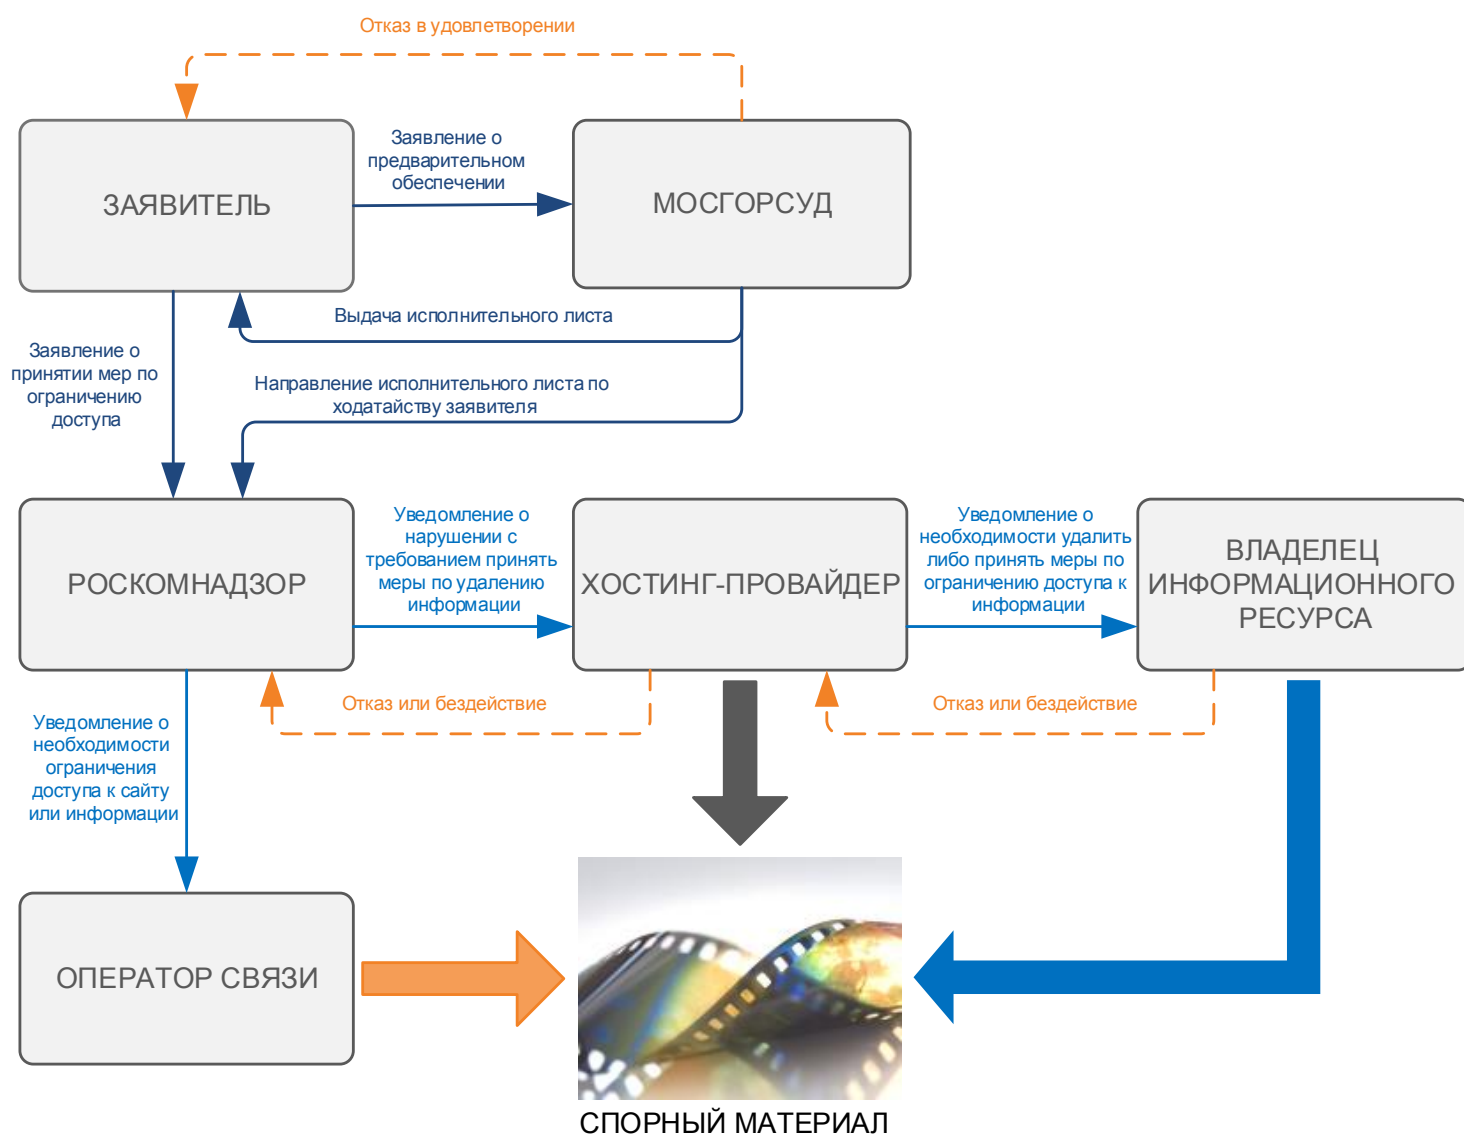 Отказ в удовлетворении
ЗАЯВИТЕЛЬ
Заявление о
предварительном
обеспечении
МОСГОРСУД
Выдача исполнительного листа
Заявление о
принятии мер по
ограничению
доступа
Направление исполнительного листа по
ходатайству заявителя
РОСКОМНАДЗОР
Уведомление о
нарушении с
требованием принять
меры по удалению
информации
ХОСТИНГ-ПРОВАЙДЕР
Уведомление о
необходимости удалить
либо принять меры по
ограничению доступа к
информации
ВЛАДЕЛЕЦ
ИНФОРМАЦИОННОГО
РЕСУРСА
Отказ или бездействие
Отказ или бездействие
Уведомление о
необходимости
ограничения
доступа к сайту
или информации
ОПЕРАТОР СВЯЗИ
СПОРНЫЙ МАТЕРИАЛ